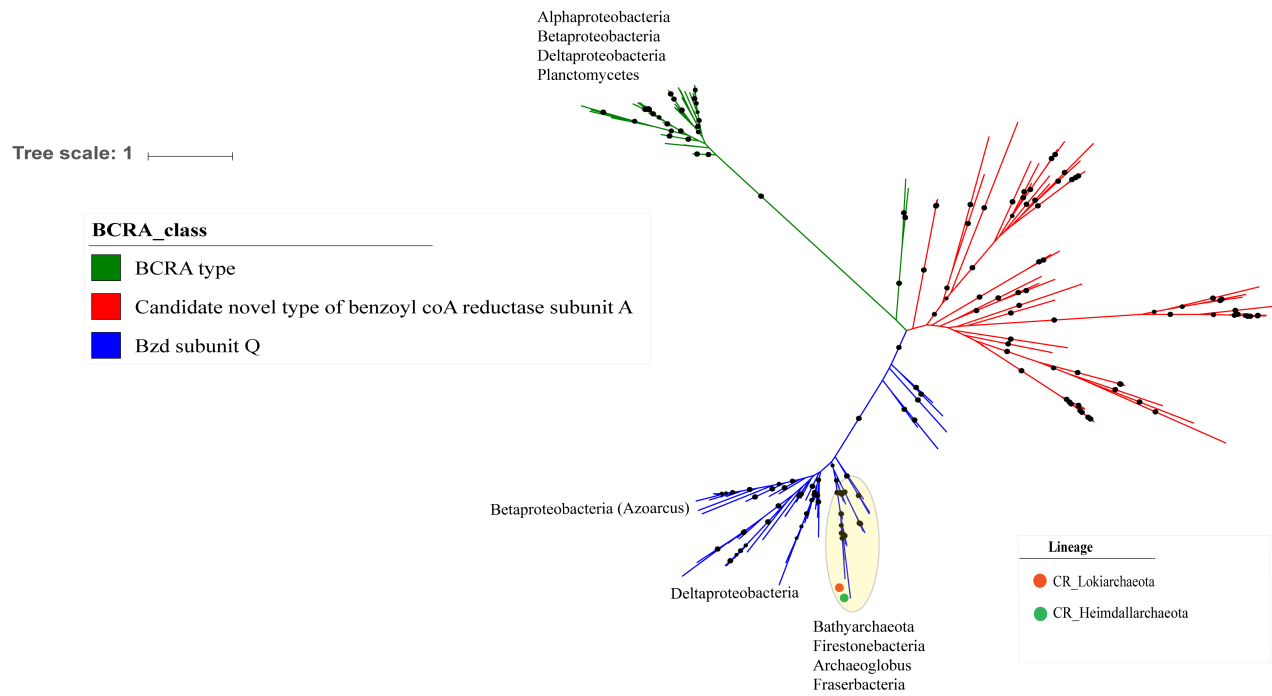 Alphaproteobacteria
Betaproteobacteria
Deltaproteobacteria
Planctomycetes
Tree scale: 1
BCRA_class
BCRA type
Candidate novel type of benzoyl coA reductase subunit A
Bzd subunit Q
Betaproteobacteria (Azoarcus)
Deltaproteobacteria
Bathyarchaeota
Firestonebacteria
Archaeoglobus
Fraserbacteria
Lineage
CR_Lokiarchaeota
CR_Heimdallarchaeota